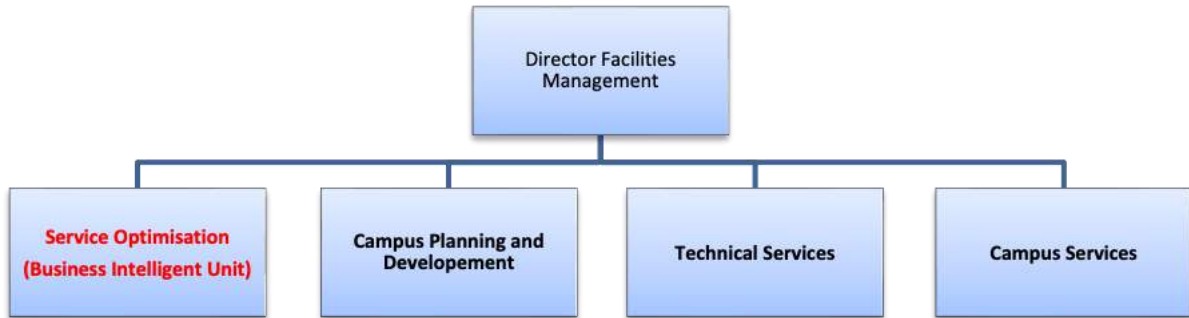 Director Facilities
Management
Service Optimisation
(Business Intelligent Unit)
Campus Planning and
Developement
Technical Services
Campus Services